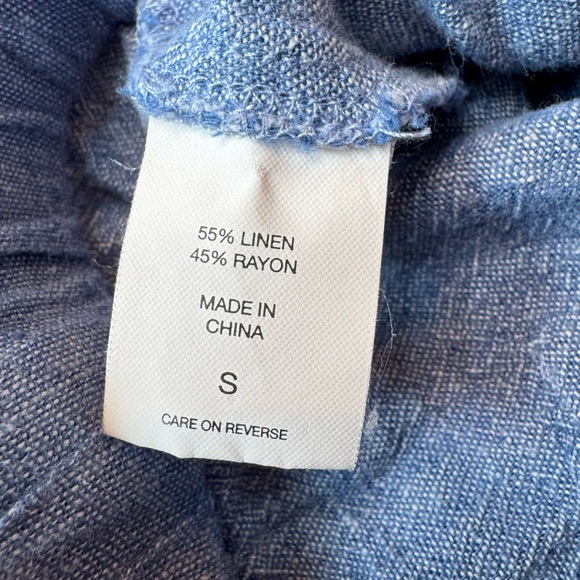 55% LINEN
45% RAYON
MADE IN
CHINA
S
CARE ON REVERSE